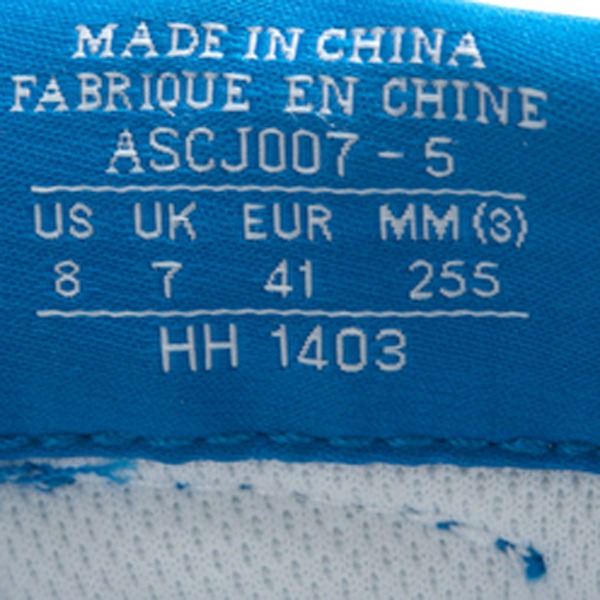 MADE IN CHINA
FABRIQUE EN CHINE
ASCJ007-5
US UK EUR MM(3)
8 7 41 255
HH 1403